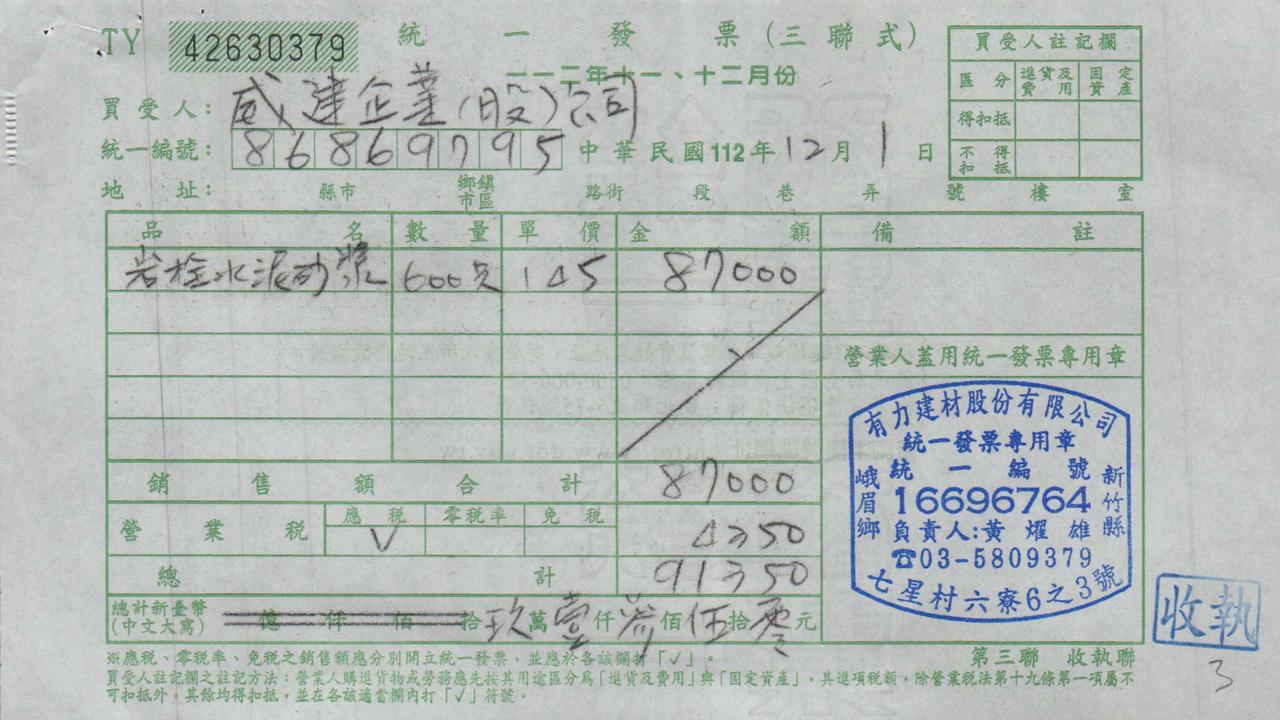 TY 42630379 統一發票(三聯式)
一一二年十一、十二月份
買受人註記欄
區分 進貨及費用 固定資產
得扣抵
不得扣抵
買受人: 威建企業(股)公司
統一編號: 86869795 中華民國112年12月1日
地址: 縣市 鄉鎮市區 路街 段 巷 弄 號 樓 室
品名 數量 單價 金額 備註
岩栓水泥砂漿 600只 145 87000
營業人蓋用統一發票專用章
銷售額合計 87000
營業稅 應稅 零稅率 免稅
V 4350
總計 91350
總計新臺幣(中文大寫) 億仟佰拾玖萬壹仟參佰伍拾零元
有力建材股份有限公司
統一發票專用章
統一編號
16696764
負責人:黃燿雄
☎03-5809379
新竹縣
峨眉鄉
七星村六寮6之3號
收執
3
第三聯 收執聯
※應稅、零稅率、免稅之銷售額應分別開立統一發票,並應於各該欄打「✓」。
買受人註記欄之註記方法:營業人購進貨物或勞務應先按其用途區分為「進貨及費用」與「固定資產」,其進項稅額,除營業稅法第十九條第一項屬不
可扣抵外,其餘均得扣抵,並在各該適當欄內打「✓」符號。